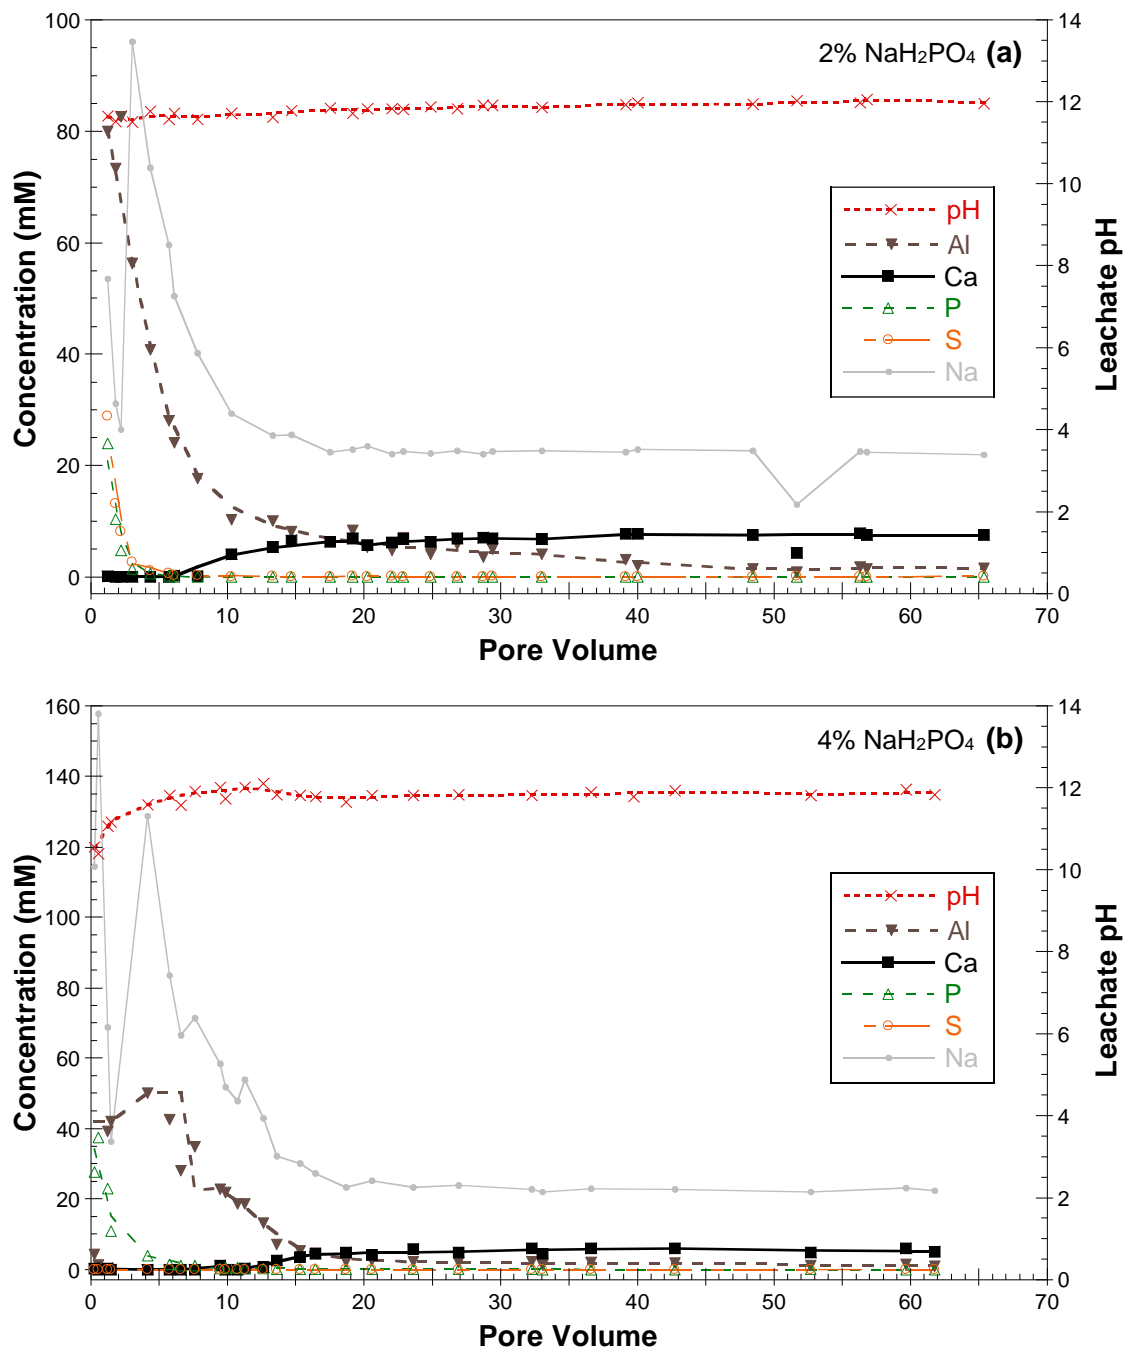 2% NaH2PO4 (a)
Concentration (mM)
100
80
60
40
20
0
Leachate pH
14
12
10
8
6
4
2
0
pH
Al
Ca
P
S
Na
0 10 20 30 40 50 60 70
Pore Volume
4% NaH2PO4 (b)
Concentration (mM)
160
140
120
100
80
60
40
20
0
Leachate pH
14
12
10
8
6
4
2
0
pH
Al
Ca
P
S
Na
0 10 20 30 40 50 60 70
Pore Volume